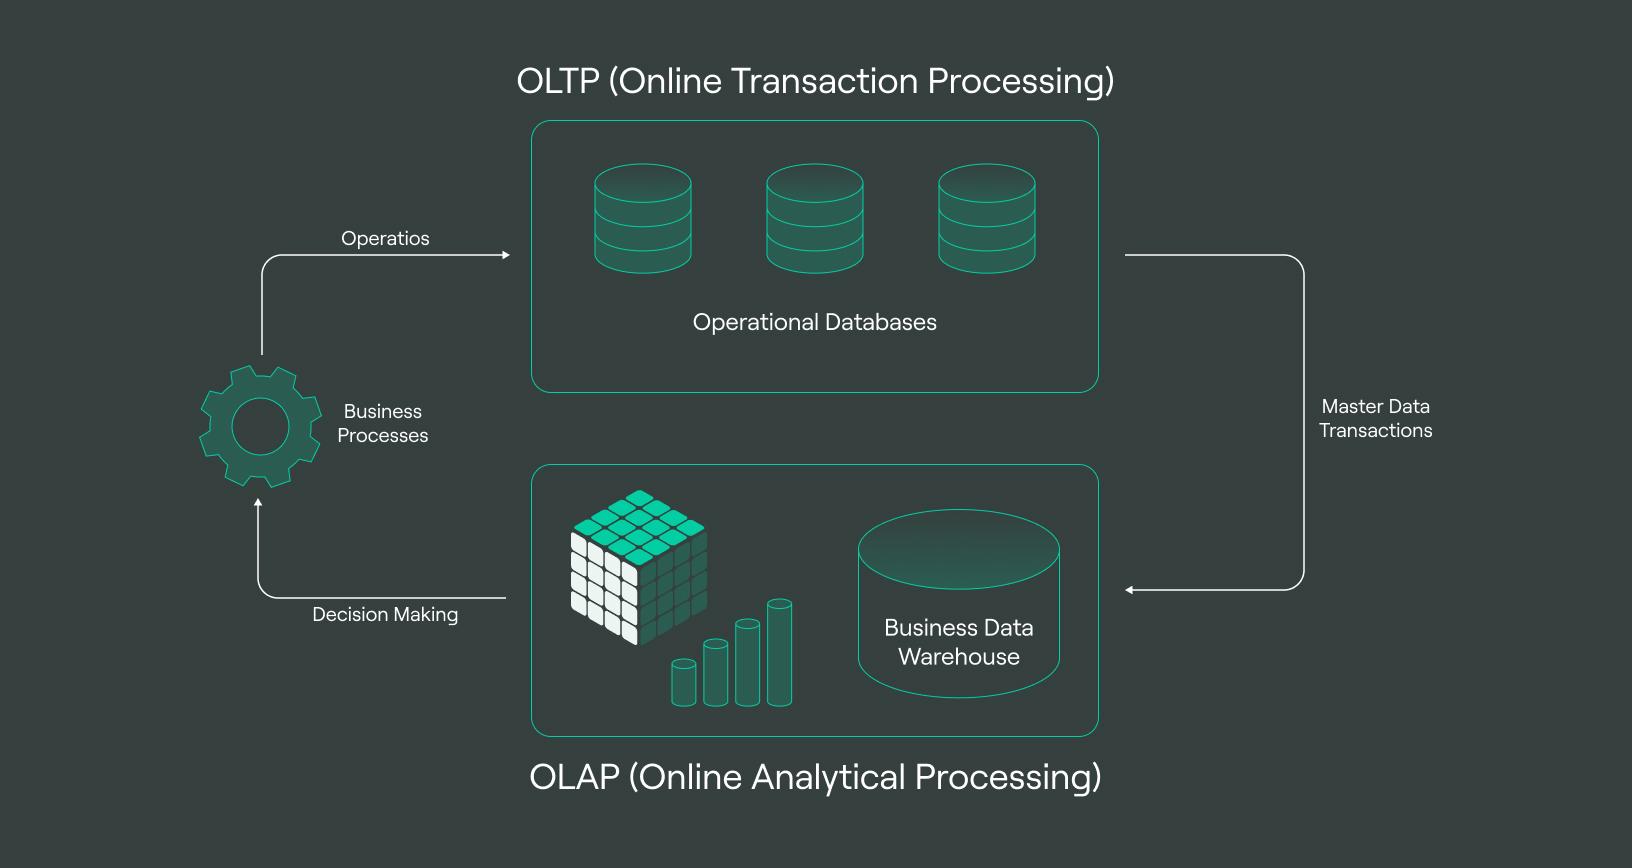 OLTP (Online Transaction Processing)
Operatios
Operational Databases
Business
Processes
Master Data
Transactions
Decision Making
Business Data
Warehouse
OLAP (Online Analytical Processing)